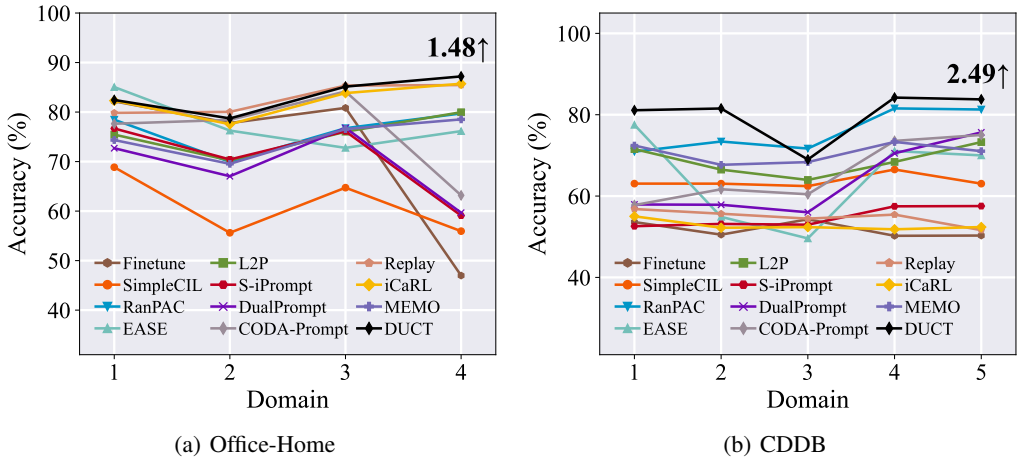 100
90
80
70
60
50
40
Accuracy (%)
1.48↑
Finetune
SimpleCIL
RanPAC
EASE
L2P
S-iPrompt
DualPrompt
CODA-Prompt
Replay
iCaRL
MEMO
DUCT
1 2 3 4
Domain
(a) Office-Home
100
80
60
40
Accuracy (%)
2.49↑
Finetune
SimpleCIL
RanPAC
EASE
L2P
S-iPrompt
DualPrompt
CODA-Prompt
Replay
iCaRL
MEMO
DUCT
1 2 3 4 5
Domain
(b) CDDB